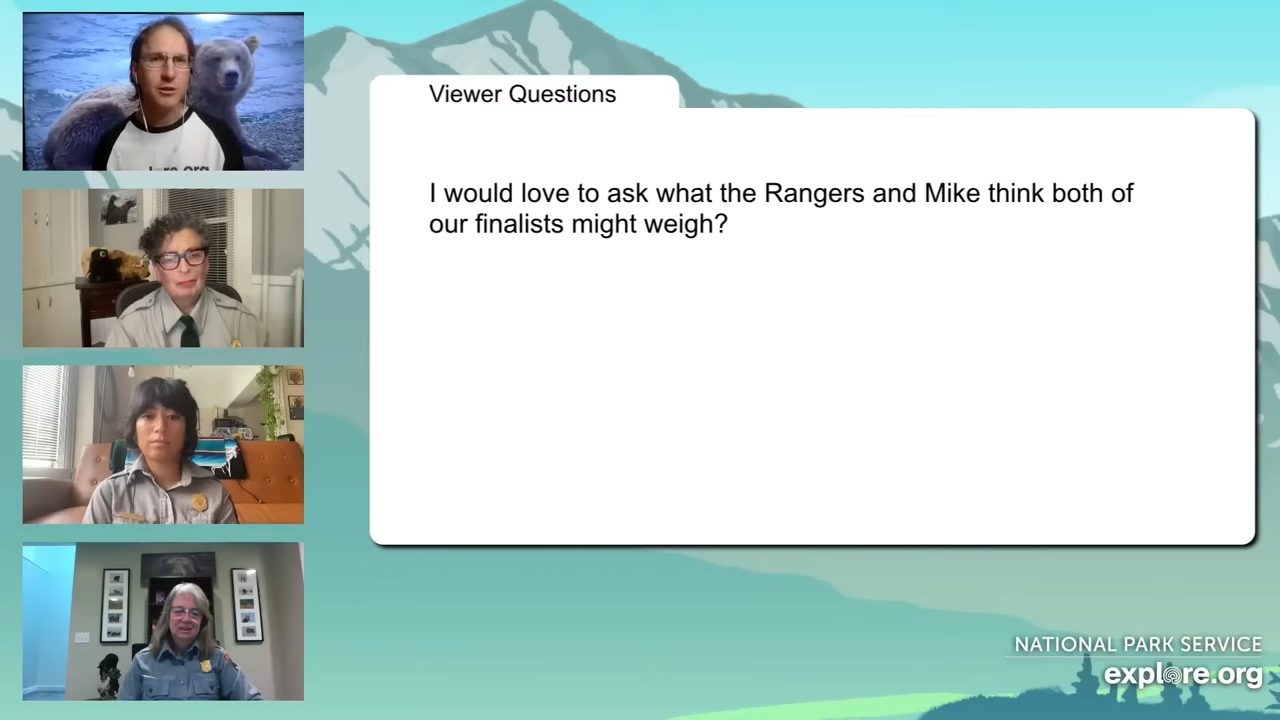 Viewer Questions
I would love to ask what the Rangers and Mike think both of
our finalists might weigh?
NATIONAL PARK SERVICE
explore.org